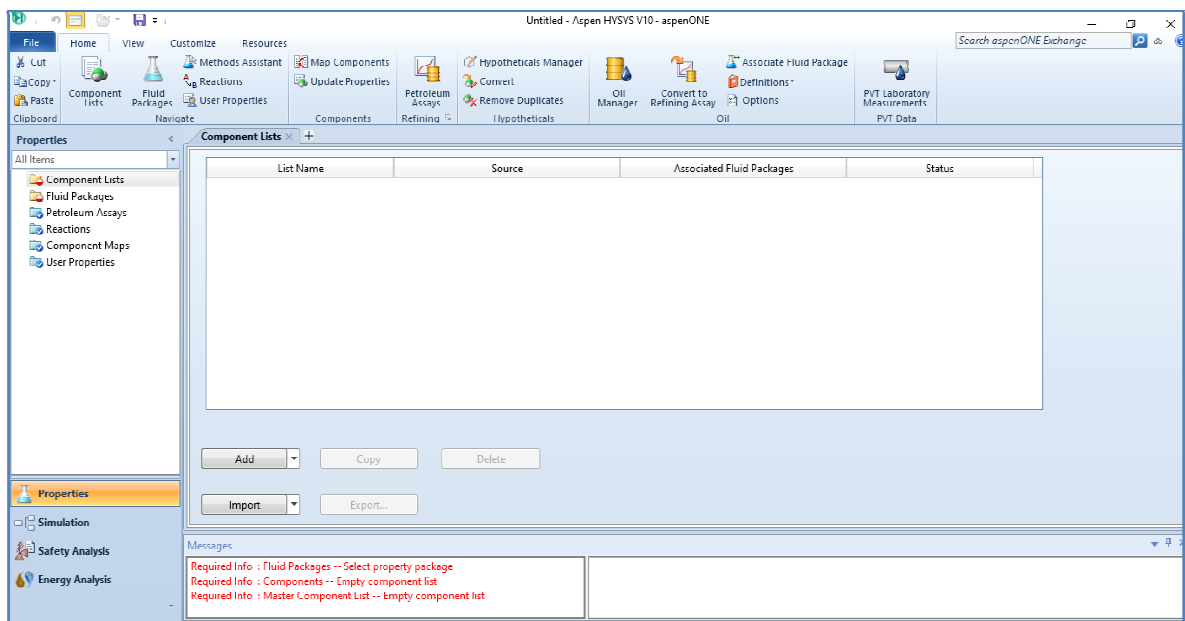 Untitled - Aspen HYSYS V10 - aspenONE
File Home View Customize Resources Search aspenONE Exchange
Cut
Copy
Paste
Clipboard
Component Lists
Fluid Packages
Methods Assistant
Reactions
User Properties
Navigate
Map Components
Update Properties
Components
Petroleum Assays
Refining
Hypotheticals Manager
Convert
Remove Duplicates
Hypotheticals
Oil Manager
Convert to Refining Assay
Associate Fluid Package
Definitions
Options
Oil
PVT Laboratory Measurements
PVT Data
Properties
All Items
Component Lists
Fluid Packages
Petroleum Assays
Reactions
Component Maps
User Properties
Properties
Simulation
Safety Analysis
Energy Analysis
Component Lists
List Name Source Associated Fluid Packages Status
Add Copy Delete
Import Export...
Messages
Required Info : Fluid Packages -- Select property package
Required Info : Components -- Empty component list
Required Info : Master Component List -- Empty component list